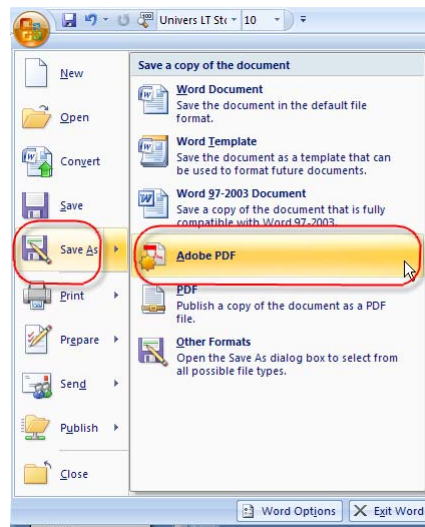 Univers LT Stc 10
Save a copy of the document
New
Word Document
Save the document in the default file
format.
Open
Word Template
Save the document as a template that can
be used to format future documents.
Convert
Word 97-2003 Document
Save a copy of the document that is fully
compatible with Word 97-2003.
Save
Save As
Adobe PDF
Print
PDF
Publish a copy of the document as a PDF
file.
Prepare
Other Formats
Open the Save As dialog box to select from
all possible file types.
Send
Publish
Close
Word Options
Exit Word